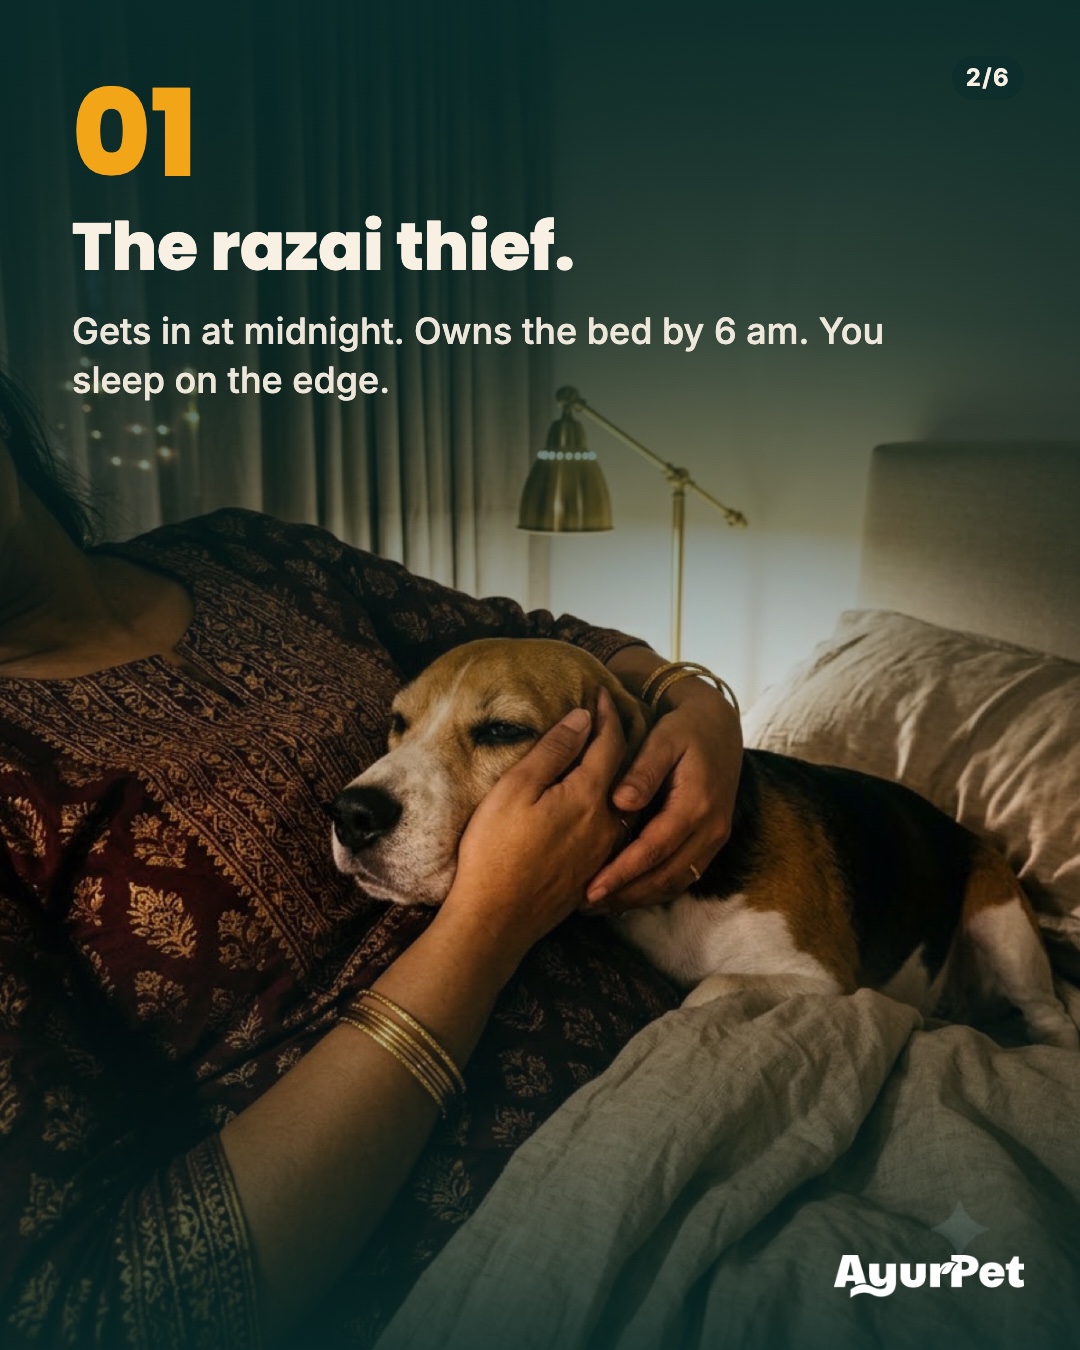 2/6
01
The razai thief.
Gets in at midnight. Owns the bed by 6 am. You
sleep on the edge.
AyurPet